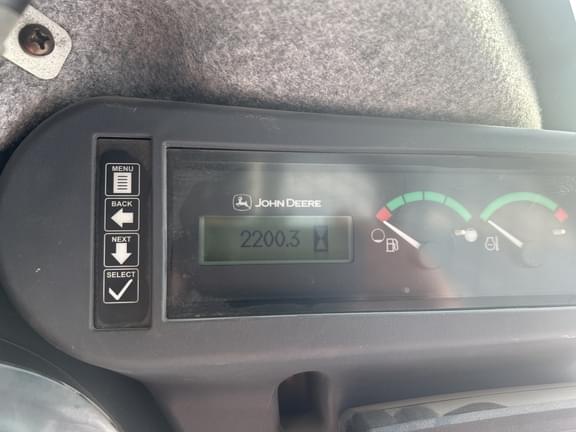 MENU
BACK
NEXT
SELECT
JOHN DEERE
2200.3